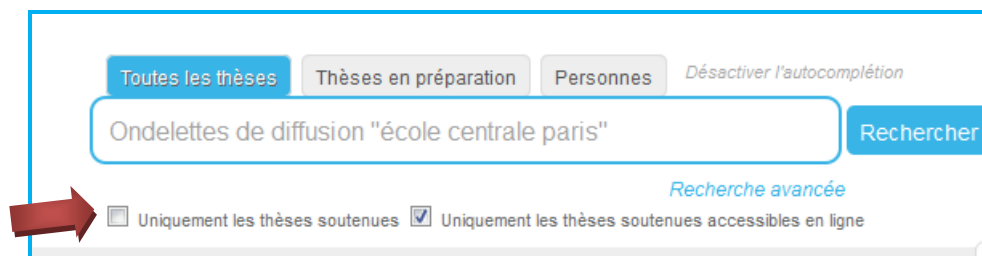 Toutes les thèses Thèses en préparation Personnes Désactiver l'autocomplétion
Ondelettes de diffusion "école centrale paris" Rechercher
Recherche avancée
Uniquement les thèses soutenues Uniquement les thèses soutenues accessibles en ligne